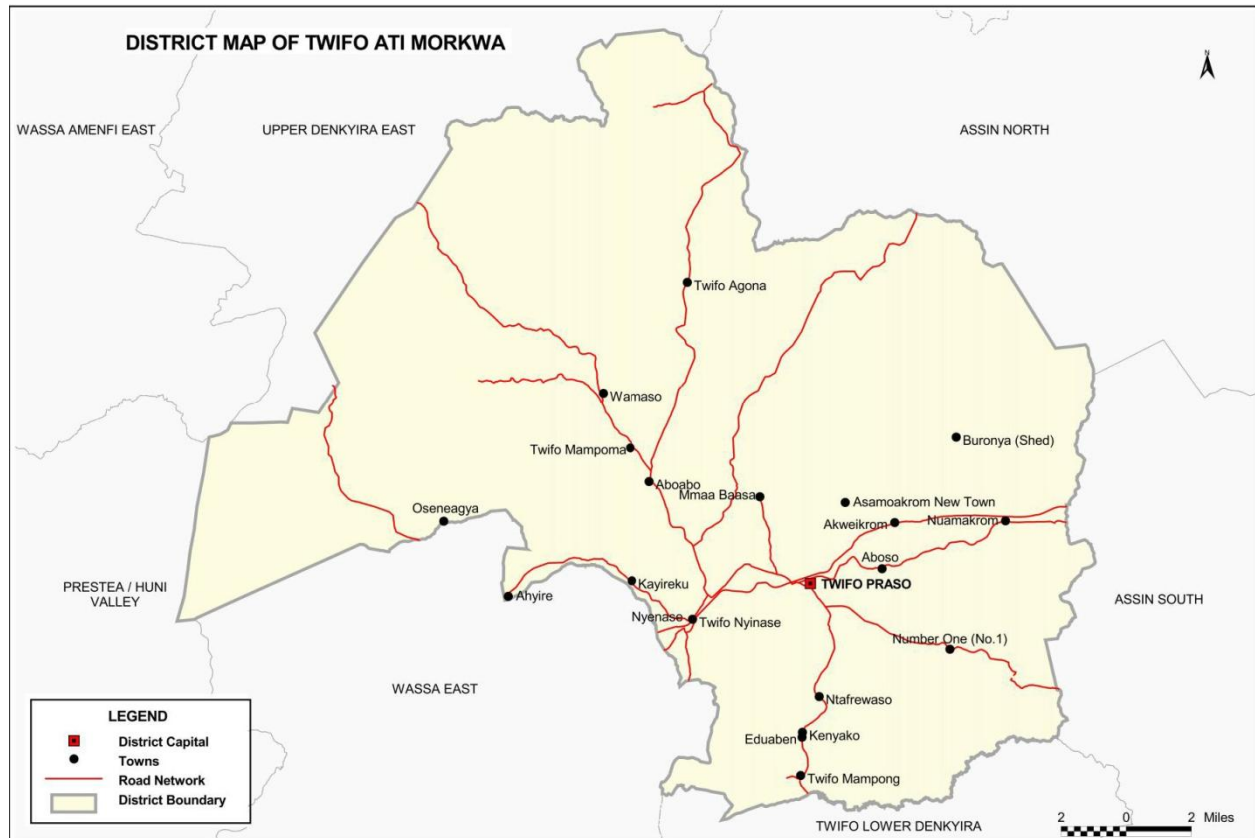 DISTRICT MAP OF TWIFO ATI MORKWA
N
WASSA AMENFI EAST
UPPER DENKYIRA EAST
ASSIN NORTH
Twifo Agona
Wamaso
Twifo Mampoma
Buronya (Shed)
Aboabo
Mmaa Baasa
Asamoakrom New Town
Oseneagya
Akweikrom
Nuamakrom
Aboso
PRESTEA / HUNI
VALLEY
Kayireku
TWIFO PRASO
Ahyire
ASSIN SOUTH
Nyenase
Twifo Nyinase
Number One (No.1)
WASSA EAST
Ntafrewaso
Kenyako
Eduaben
Twifo Mampong
LEGEND
District Capital
Towns
Road Network
District Boundary
2 0 2 Miles
TWIFO LOWER DENKYIRA